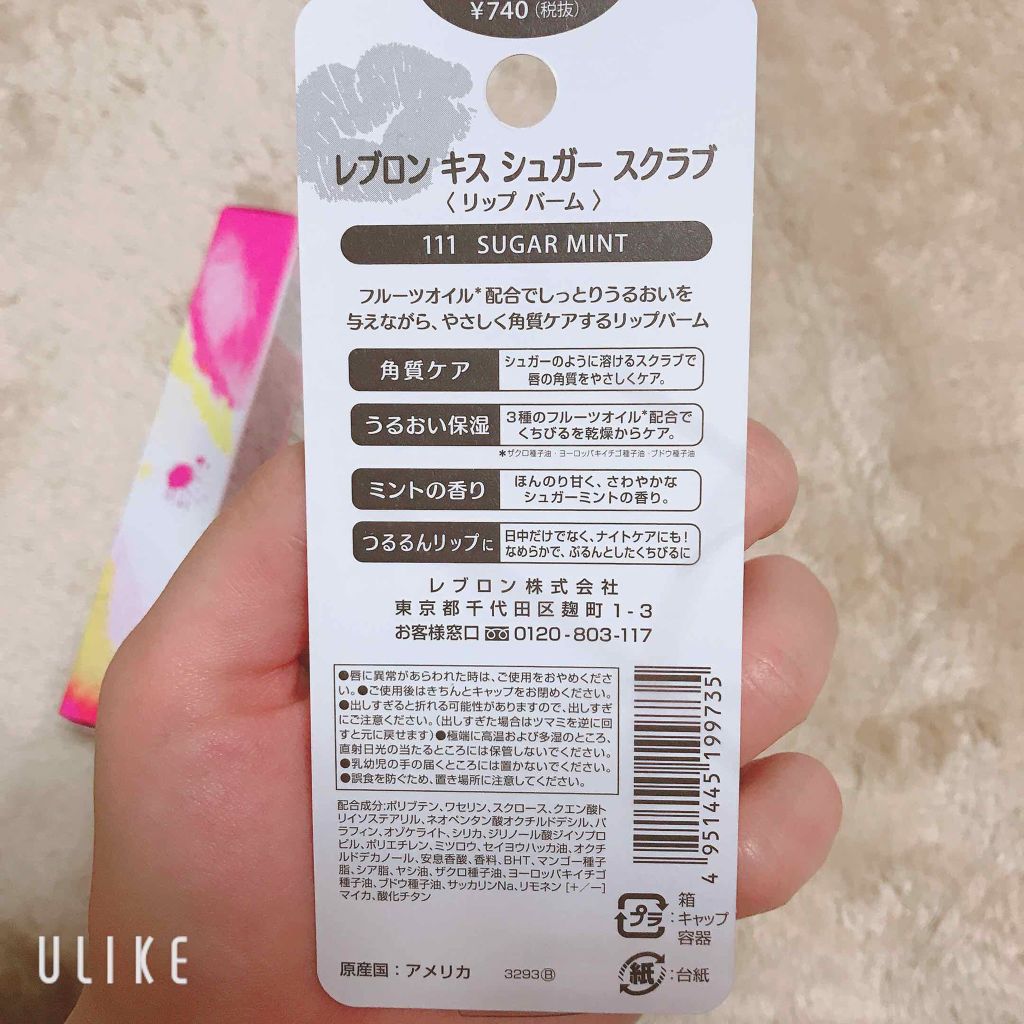 ¥740（税抜）
レブロン キス シュガー スクラブ
〈 リップ バーム 〉
111 SUGAR MINT
フルーツオイル*配合でしっとりうるおいを
与えながら、やさしく角質ケアするリップバーム
角質ケア
シュガーのように溶けるスクラブで
唇の角質をやさしくケア。
うるおい保湿
3種のフルーツオイル*配合で
くちびるを乾燥からケア。
*ザクロ種子油・ヨーロッパキイチゴ種子油・ブドウ種子油
ミントの香り
ほんのり甘く、さわやかな
シュガーミントの香り。
つるるんリップに
日中だけでなく、ナイトケアにも！
なめらかで、ぷるんとしたくちびるに
レブロン株式会社
東京都千代田区麹町1-3
お客様窓口 0120-803-117
●唇に異常があらわれた時は、ご使用をおやめくださ
い。●ご使用後はきちんとキャップをお閉めください。
●出しすぎると折れる可能性がありますので、出しすぎ
にご注意ください。（出しすぎた場合はツマミを逆に回
すと元に戻せます）●極端に高温および多湿のところ、
直射日光の当たるところには保管しないでください。
●乳幼児の手の届くところには置かないでください。
●誤食を防ぐため、置き場所に注意してください。
配合成分:ポリブテン、ワセリン、スクロース、クエン酸ト
リイソステアリル、ネオペンタン酸オクチルドデシル、パ
ラフィン、オゾケライト、シリカ、ジリノール酸ジイソプロ
ピル、ポリエチレン、ミツロウ、セイヨウハッカ油、オクチ
ルドデカノール、安息香酸、香料、BHT、マンゴー種子
脂、シア脂、ヤシ油、ザクロ種子油、ヨーロッパキイチゴ
種子油、ブドウ種子油、サッカリンNa、リモネン [+／−]
マイカ、酸化チタン
4 951445 199735
プラ
：
箱
キャップ
容器
紙
：台紙
原産国：アメリカ
3293Ⓑ
ULIKE